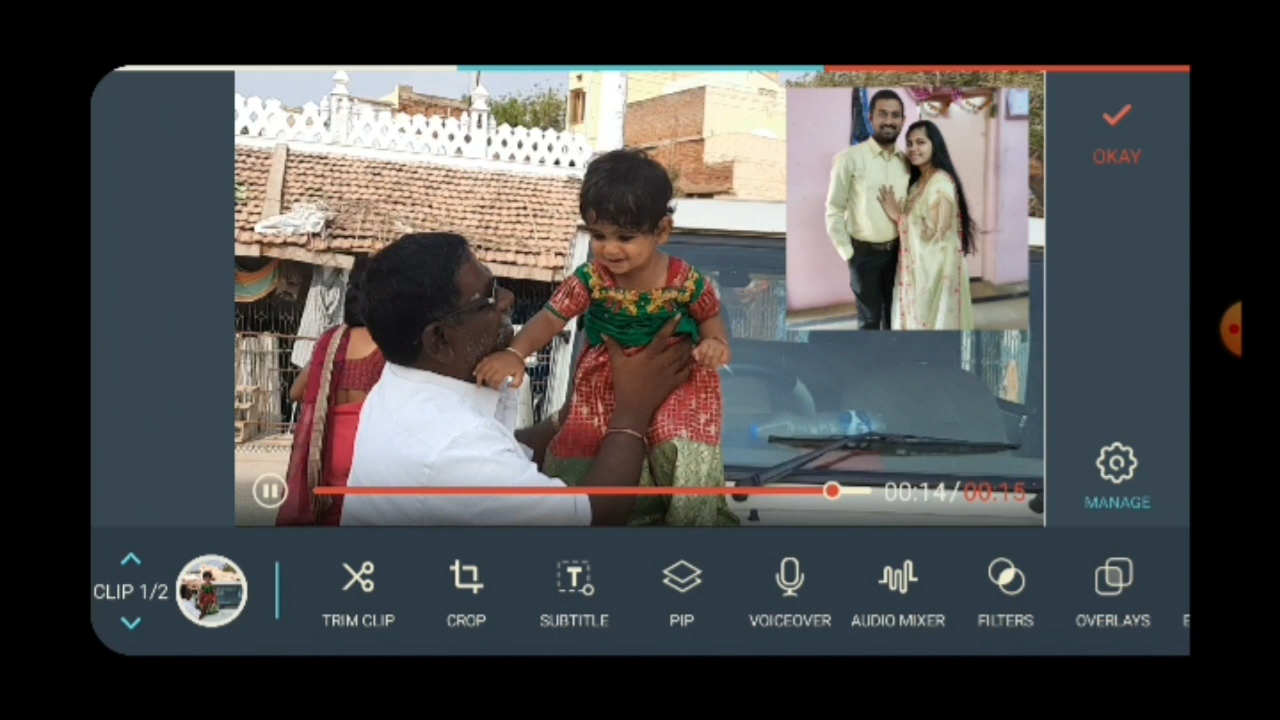 OKAY
00:14/00:15
MANAGE
CLIP 1/2
TRIM CLIP
CROP
SUBTITLE
PIP
VOICEOVER
AUDIO MIXER
FILTERS
OVERLAYS